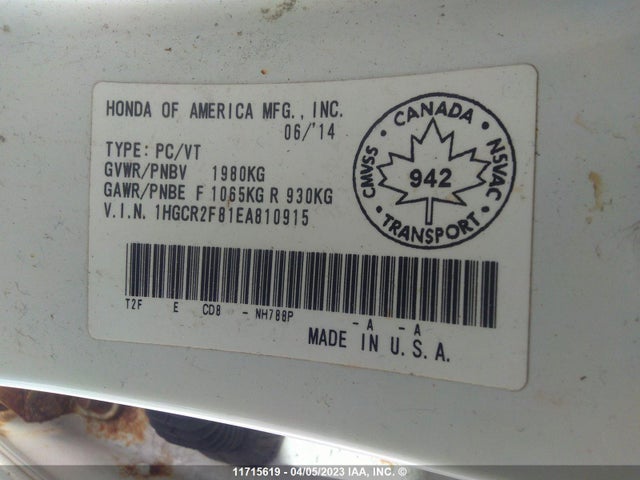 HONDA OF AMERICA MFG., INC.
06/'14
TYPE: PC/VT
GVWR/PNBV 1980KG
GAWR/PNBE F 1065KG R 930KG
V.I.N. 1HGCR2F81EA810915
CANADA
CMVSS 942 NSVAC
TRANSPORT
T2F E CD8 - NH788P - A - A
MADE IN U.S.A.
11715619 - 04/05/2023 IAA, INC. ©